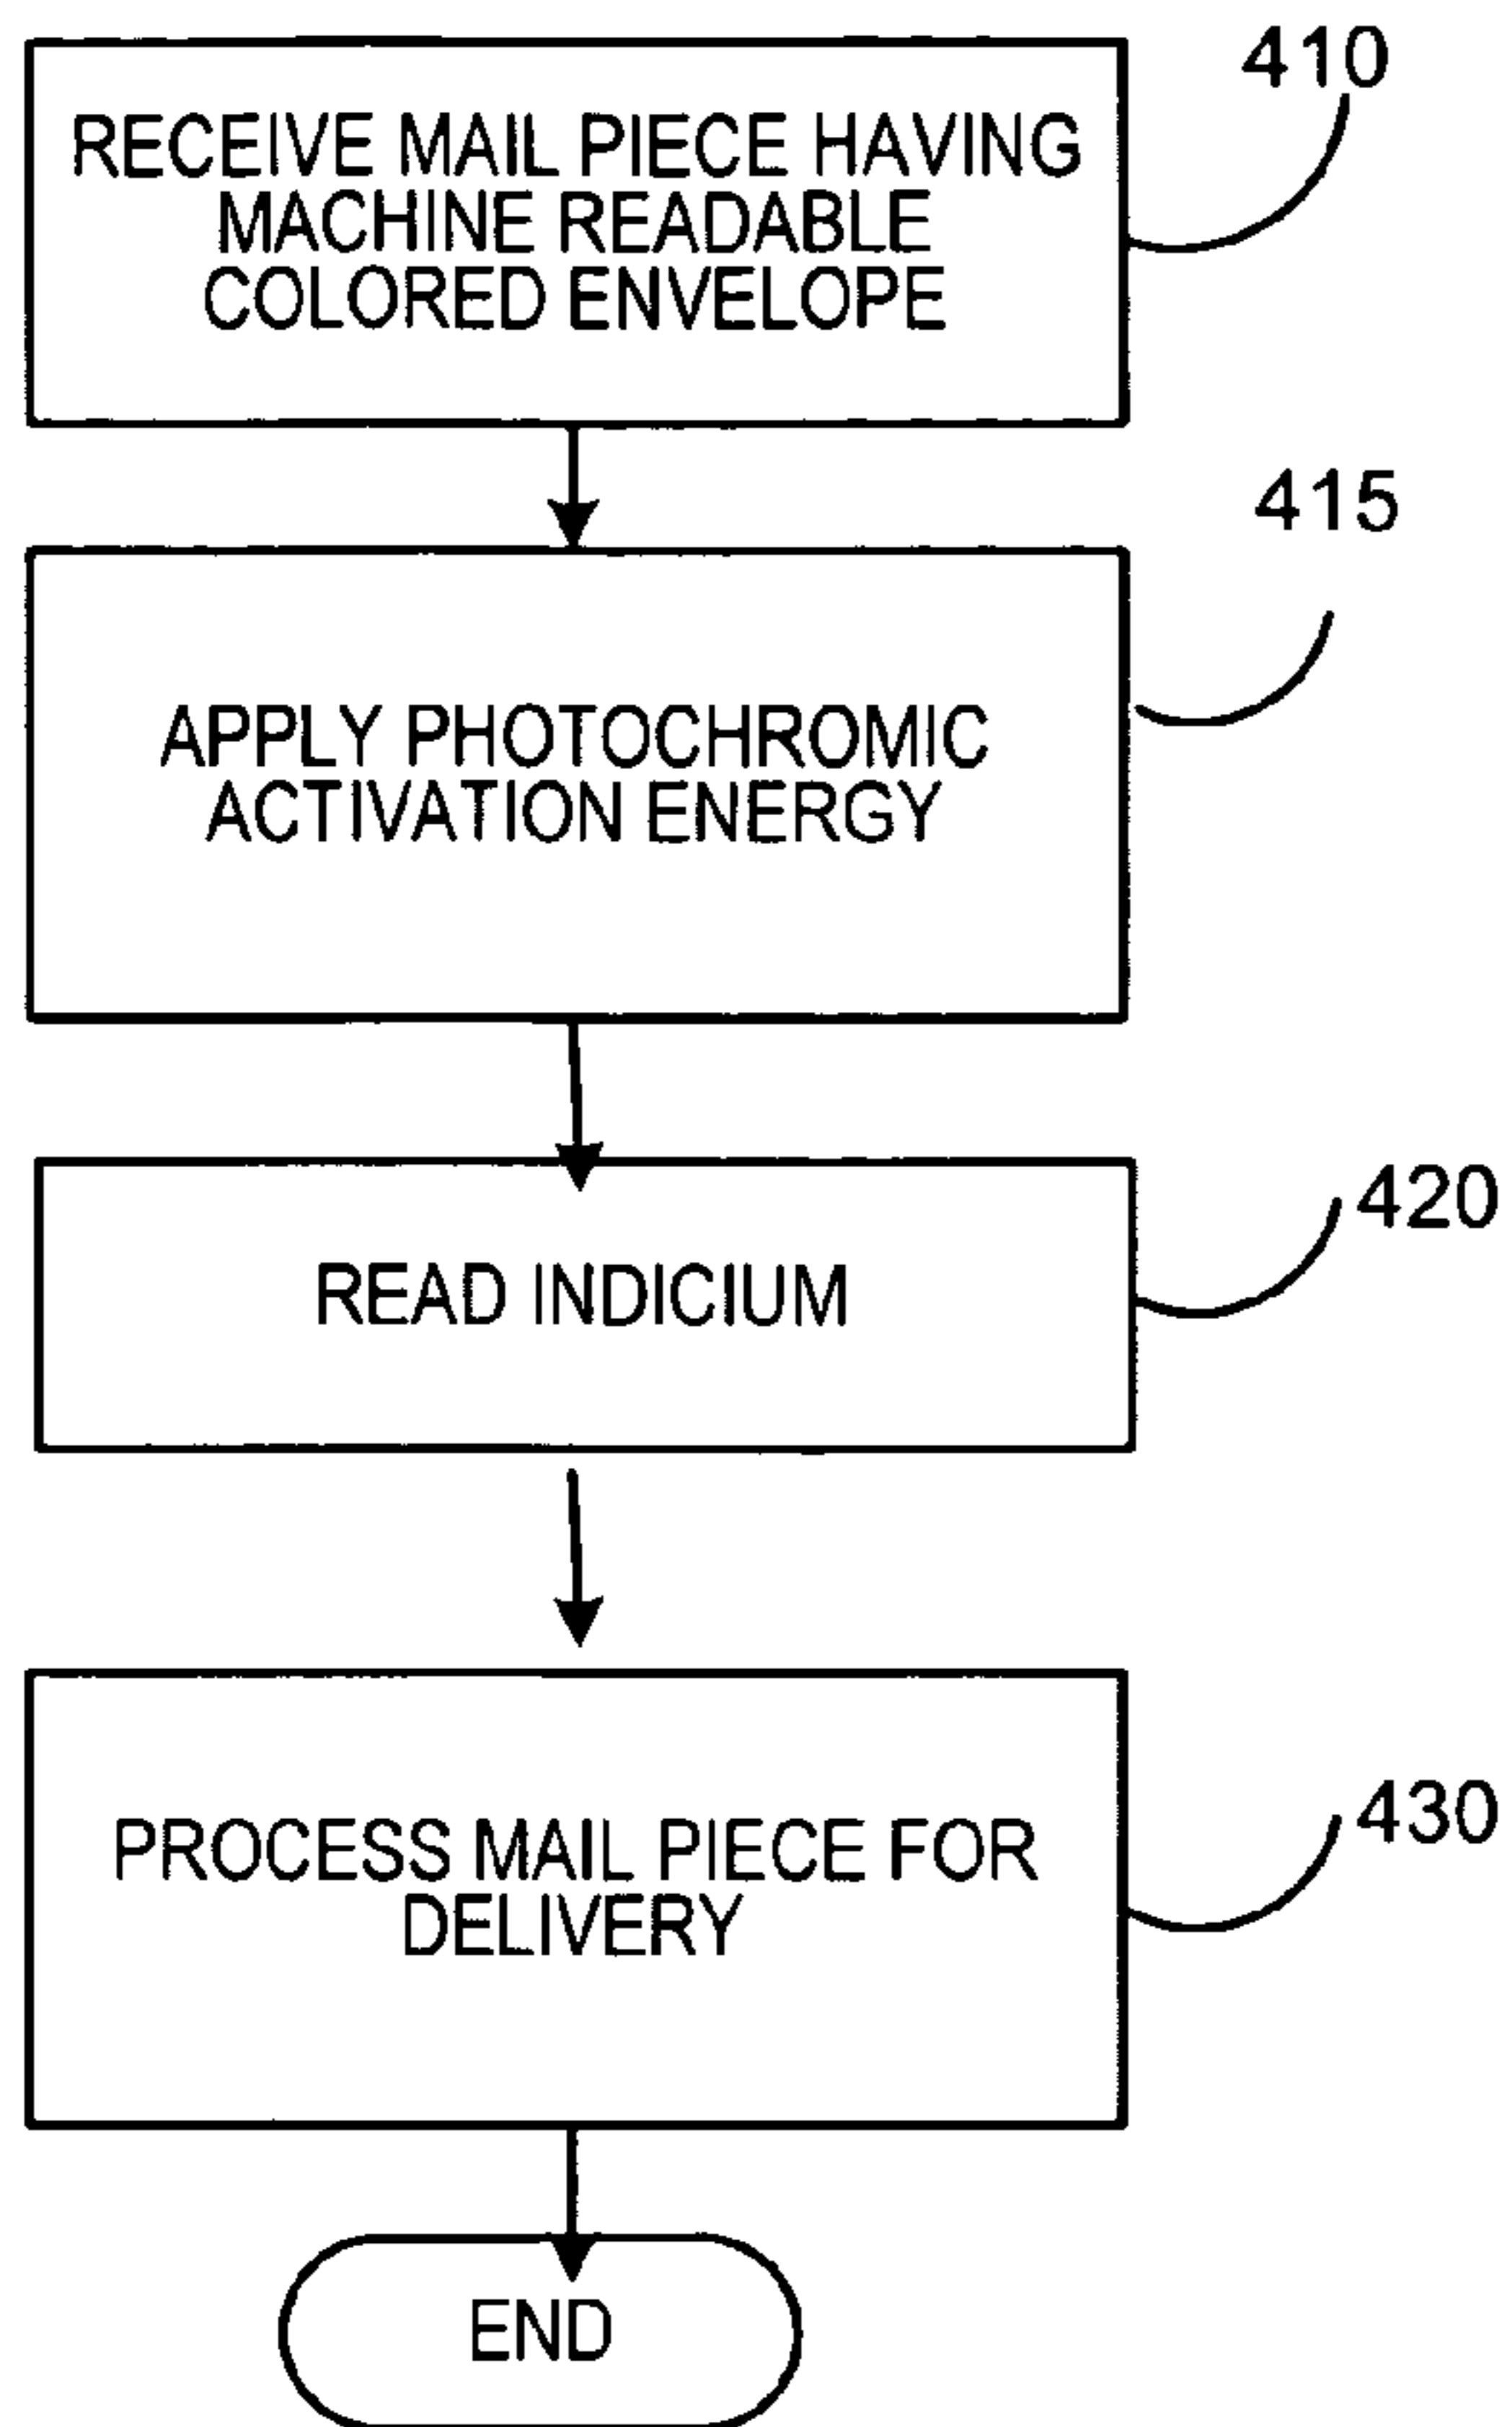 410
RECEIVE MAIL PIECE HAVING
MACHINE READABLE
COLORED ENVELOPE
415
APPLY PHOTOCHROMIC
ACTIVATION ENERGY
420
READ INDICIUM
430
PROCESS MAIL PIECE FOR
DELIVERY
END